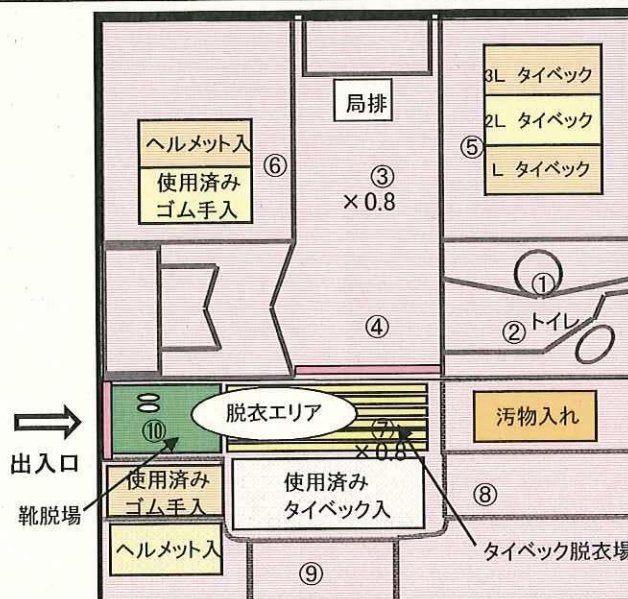 局排
③
×0.8
④
ヘルメット入
使用済み
ゴム手入
⑥
3L タイベック
2L タイベック
L タイベック
⑤
①
②
トイレ
出入口
靴脱場
⑩
脱衣エリア
⑦
×0.8
汚物入れ
使用済み
ゴム手入
使用済み
タイベック入
⑧
ヘルメット入
⑨
タイベック脱衣場